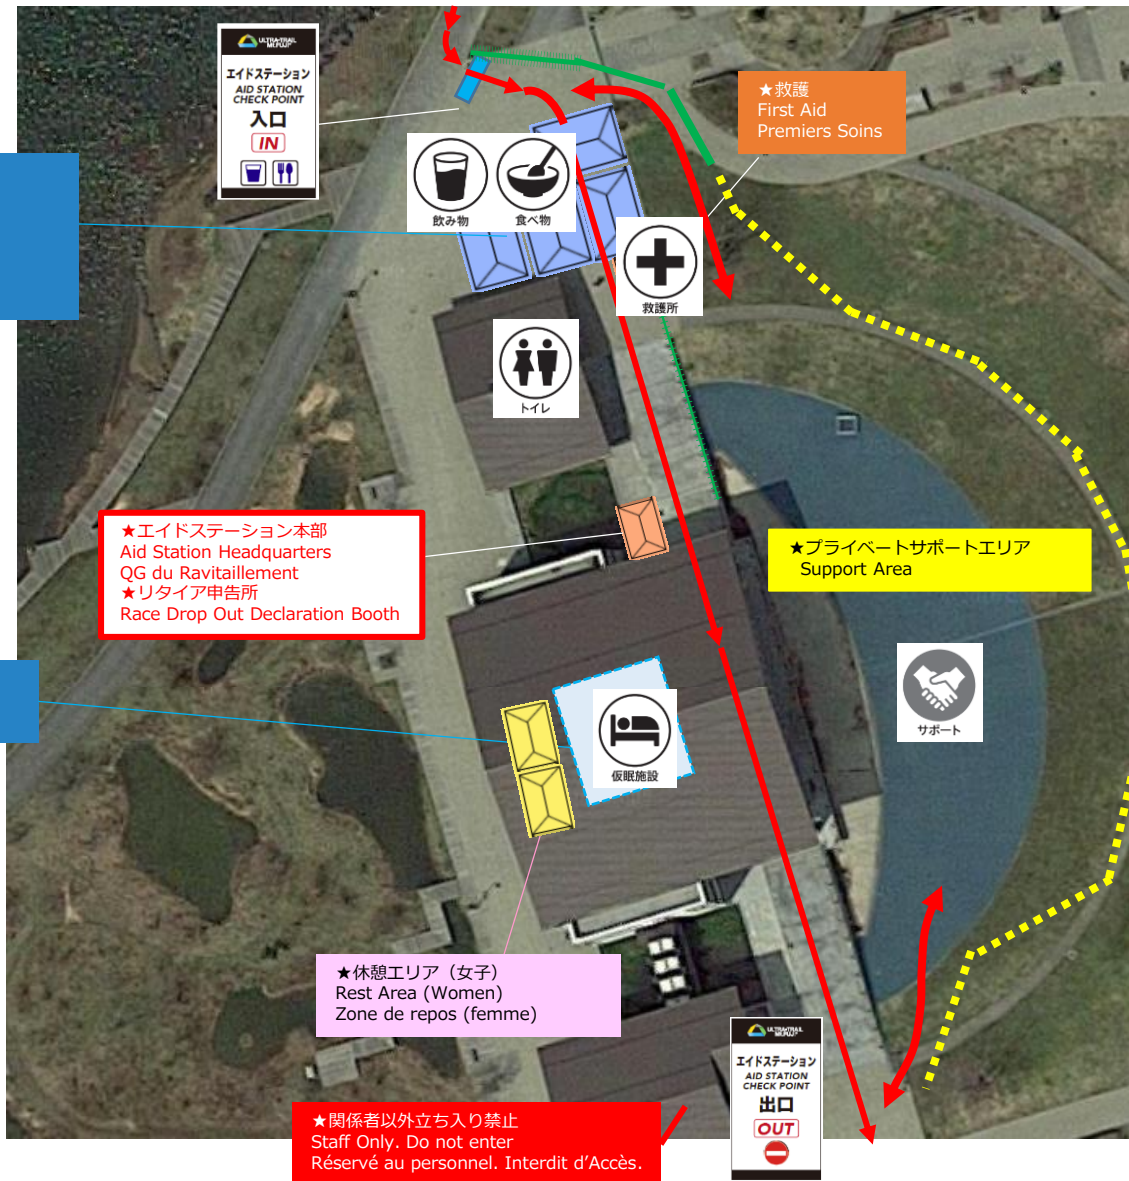 ULTRA-TRAIL
MT.FUJI
エイドステーション
AID STATION
CHECK POINT
入口
IN
★救護
First Aid
Premiers Soins
飲み物
食べ物
救護所
トイレ
★エイドステーション本部
Aid Station Headquarters
QG du Ravitaillement
★リタイア申告所
Race Drop Out Declaration Booth
★プライベートサポートエリア
Support Area
サポート
仮眠施設
★休憩エリア（女子）
Rest Area (Women)
Zone de repos (femme)
ULTRA-TRAIL
MT.FUJI
エイドステーション
AID STATION
CHECK POINT
出口
OUT
★関係者以外立ち入り禁止
Staff Only. Do not enter
Réservé au personnel. Interdit d’Accès.